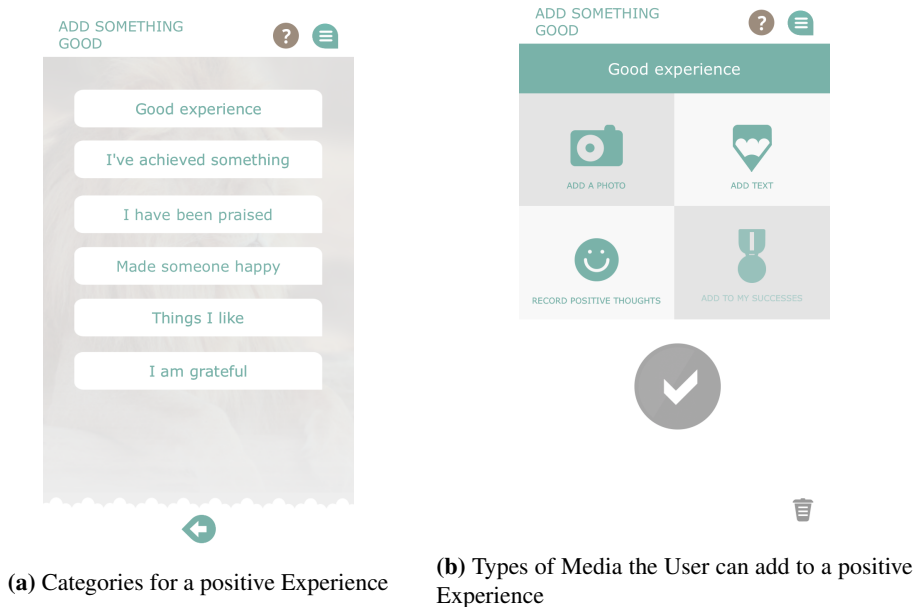 ADD SOMETHING
GOOD
?
Good experience
I've achieved something
I have been praised
Made someone happy
Things I like
I am grateful
(a) Categories for a positive Experience
ADD SOMETHING
GOOD
?
Good experience
ADD A PHOTO
ADD TEXT
RECORD POSITIVE THOUGHTS
ADD TO MY SUCCESSES
(b) Types of Media the User can add to a positive
Experience